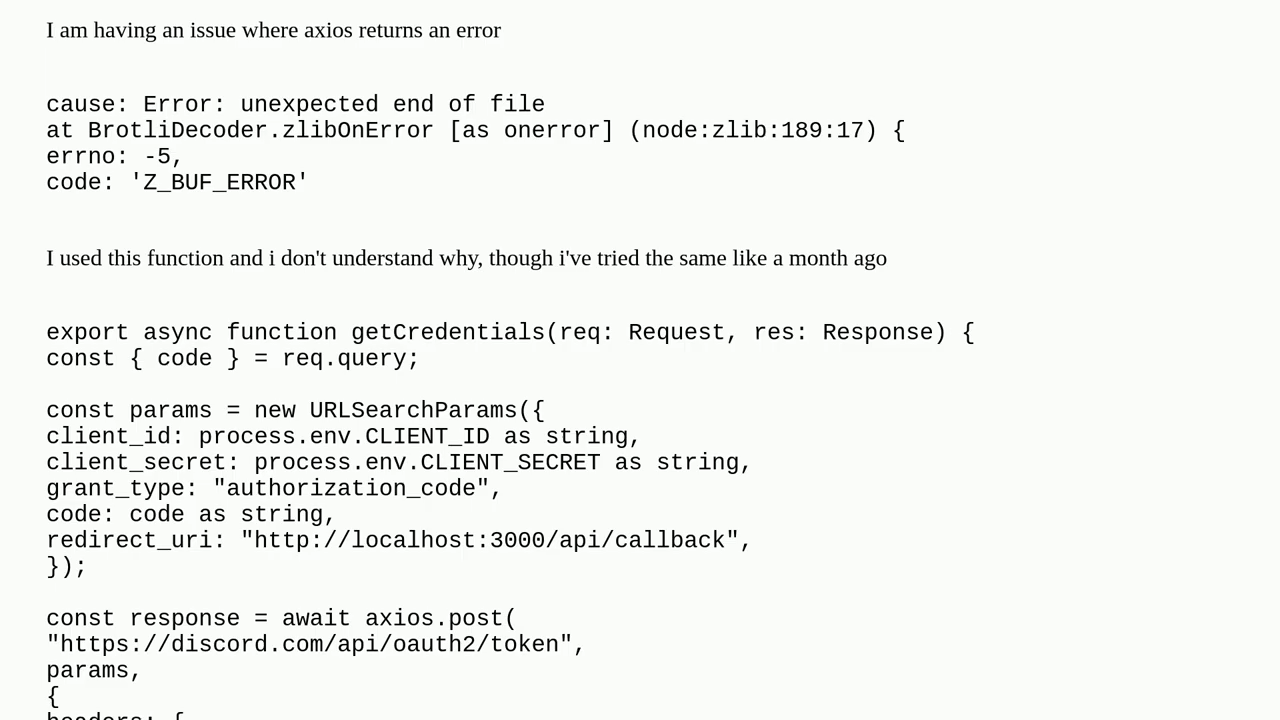 I am having an issue where axios returns an error
cause: Error: unexpected end of file
at BrotliDecoder.zlibOnError [as onerror] (node:zlib:189:17) {
errno: -5,
code: 'Z_BUF_ERROR'
I used this function and i don't understand why, though i've tried the same like a month ago
export async function getCredentials(req: Request, res: Response) {
const { code } = req.query;
const params = new URLSearchParams({
client_id: process.env.CLIENT_ID as string,
client_secret: process.env.CLIENT_SECRET as string,
grant_type: "authorization_code",
code: code as string,
redirect_uri: "http://localhost:3000/api/callback",
});
const response = await axios.post(
"https://discord.com/api/oauth2/token",
params,
{
headers: {